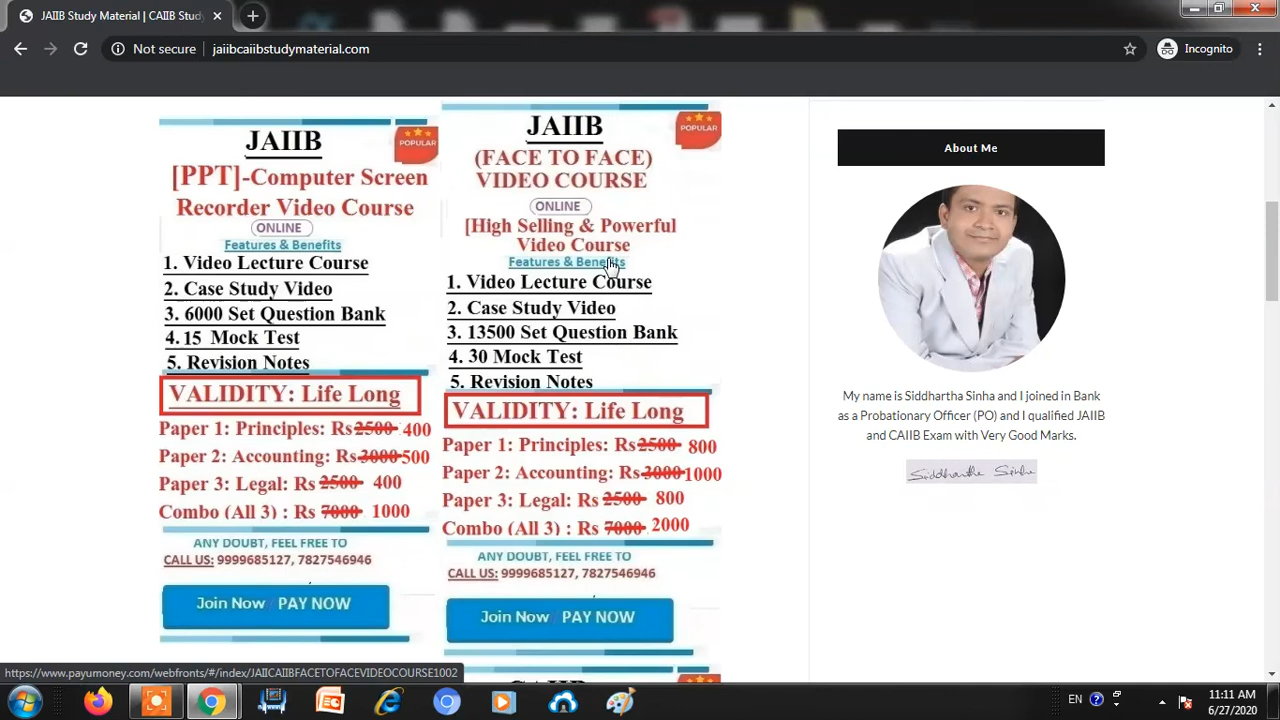 JAIIB Study Material | CAIIB Stu
Not secure
jaiibcaiibstudymaterial.com
Incognito
JAIIB
POPULAR
[PPT]-Computer Screen
Recorder Video Course
ONLINE
Features & Benefits
1. Video Lecture Course
2. Case Study Video
3. 6000 Set Question Bank
4. 15 Mock Test
5. Revision Notes
VALIDITY: Life Long
Paper 1: Principles: Rs 2500 400
Paper 2: Accounting: Rs 3000 500
Paper 3: Legal: Rs 2500 400
Combo (All 3) : Rs 7000 1000
ANY DOUBT, FEEL FREE TO
CALL US: 9999685127, 7827546946
Join Now PAY NOW
JAIIB
POPULAR
(FACE TO FACE)
VIDEO COURSE
ONLINE
[High Selling & Powerful
Video Course
Features & Benefits
1. Video Lecture Course
2. Case Study Video
3. 13500 Set Question Bank
4. 30 Mock Test
5. Revision Notes
VALIDITY: Life Long
Paper 1: Principles: Rs 2500 800
Paper 2: Accounting: Rs 3000 1000
Paper 3: Legal: Rs 2500 800
Combo (All 3) : Rs 7000 2000
ANY DOUBT, FEEL FREE TO
CALL US: 9999685127, 7827546946
Join Now PAY NOW
About Me
My name is Siddhartha Sinha and I joined in Bank
as a Probationary Officer (PO) and I qualified JAIIB
and CAIIB Exam with Very Good Marks.
Siddhartha Sinha
https://www.payumoney.com/webfronts/#/index/JAIICAIIBFACETOFACEVIDEOCOURSE1002
EN
11:11 AM
6/27/2020